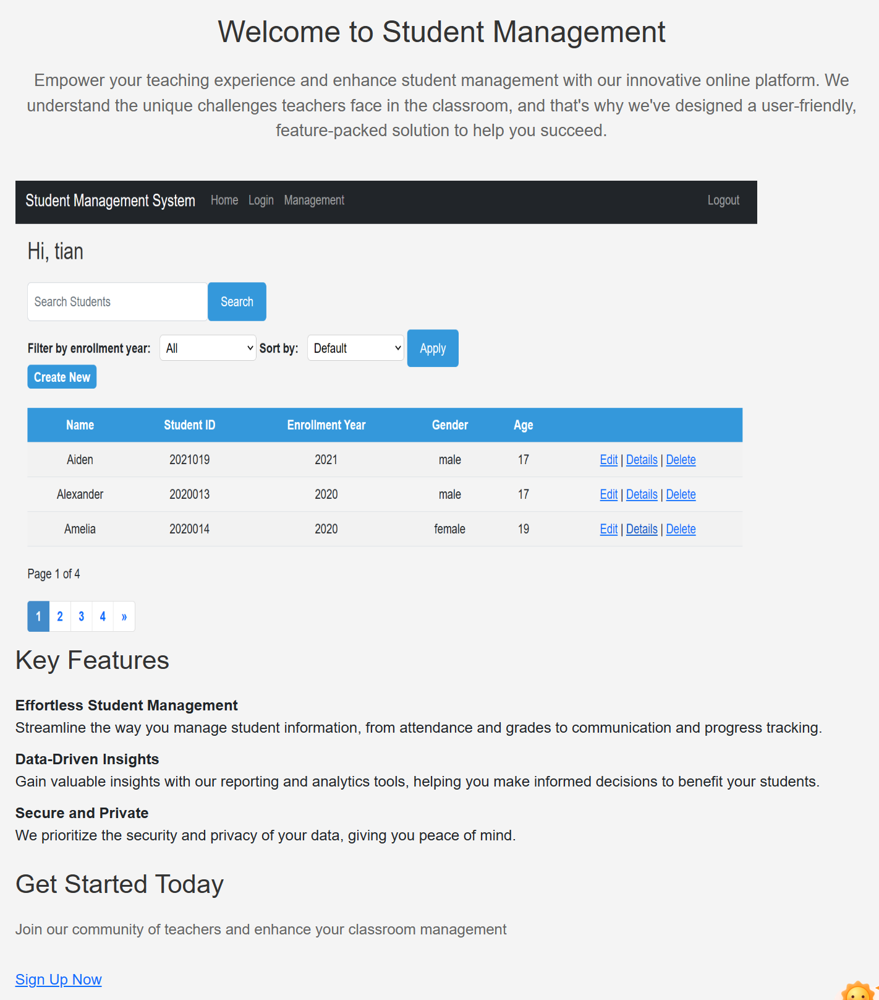 Welcome to Student Management
Empower your teaching experience and enhance student management with our innovative online platform. We
understand the unique challenges teachers face in the classroom, and that's why we've designed a user-friendly,
feature-packed solution to help you succeed.
Student Management System Home Login Management Logout
Hi, tian
Search Students Search
Filter by enrollment year: All Sort by: Default Apply
Create New
Name Student ID Enrollment Year Gender Age
Aiden 2021019 2021 male 17 Edit | Details | Delete
Alexander 2020013 2020 male 17 Edit | Details | Delete
Amelia 2020014 2020 female 19 Edit | Details | Delete
Page 1 of 4
1 2 3 4 »
Key Features
Effortless Student Management
Streamline the way you manage student information, from attendance and grades to communication and progress tracking.
Data-Driven Insights
Gain valuable insights with our reporting and analytics tools, helping you make informed decisions to benefit your students.
Secure and Private
We prioritize the security and privacy of your data, giving you peace of mind.
Get Started Today
Join our community of teachers and enhance your classroom management
Sign Up Now